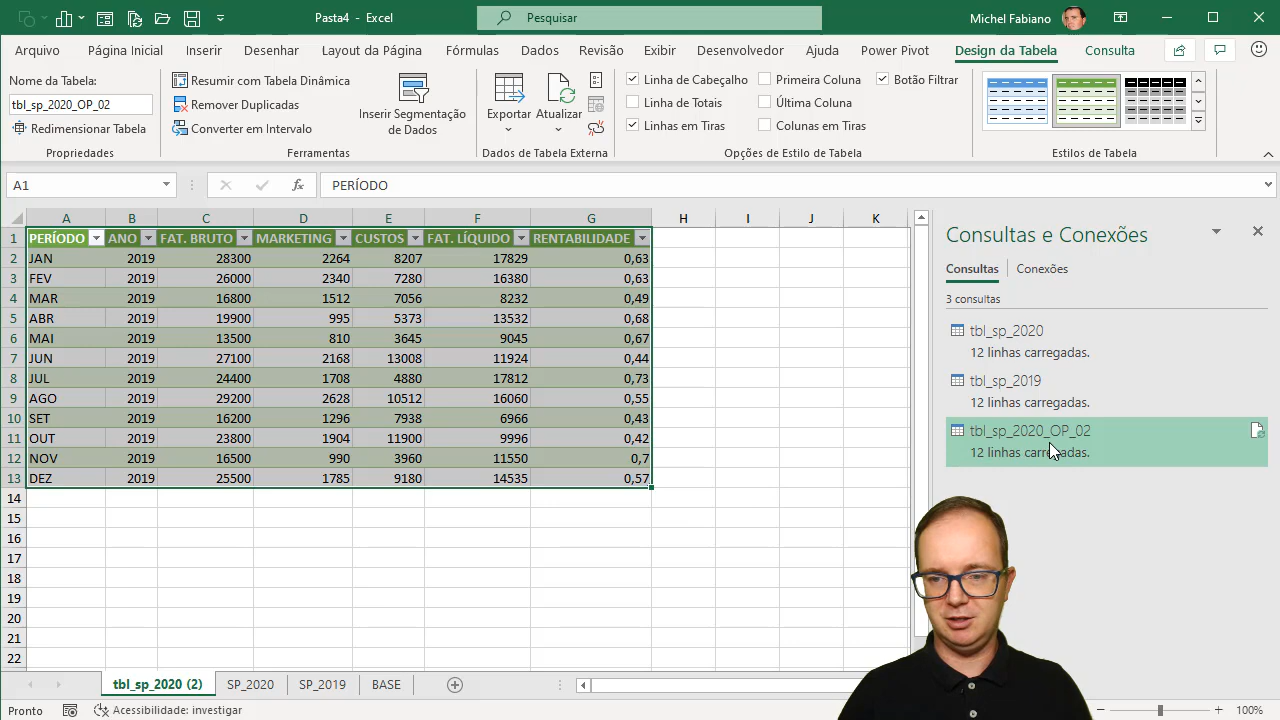 Pasta4 - Excel
Pesquisar
Michel Fabiano
Arquivo Página Inicial Inserir Desenhar Layout da Página Fórmulas Dados Revisão Exibir Desenvolvedor Ajuda Power Pivot Design da Tabela Consulta
Nome da Tabela:
tbl_sp_2020_OP_02
Redimensionar Tabela
Propriedades
Resumir com Tabela Dinâmica
Remover Duplicadas
Converter em Intervalo
erir Segmentação
de Dados
Ferramentas
Exportar
Atualizar
Dados de Tabela Externa
Linha de Cabeçalho Primeira Coluna Botão Filtrar
Linha de Totais Última Coluna
Linhas em Tiras Colunas em Tiras
Opções de Estilo de Tabela
Estilos de Tabela
A1 fx PERÍODO
A B C D E F G H I J K
1 PERÍODO ANO FAT. BRUTO MARKETING CUSTOS FAT. LÍQUIDO RENTABILIDADE
2 JAN 2019 28300 2264 8207 17829 0,63
3 FEV 2019 26000 2340 7280 16380 0,63
4 MAR 2019 16800 1512 7056 8232 0,49
5 ABR 2019 19900 995 5373 13532 0,68
6 MAI 2019 13500 810 3645 9045 0,67
7 JUN 2019 27100 2168 13008 11924 0,44
8 JUL 2019 24400 1708 4880 17812 0,73
9 AGO 2019 29200 2628 10512 16060 0,55
10 SET 2019 16200 1296 7938 6966 0,43
11 OUT 2019 23800 1904 11900 9996 0,42
12 NOV 2019 16500 990 3960 11550 0,7
13 DEZ 2019 25500 1785 9180 14535 0,57
14
15
16
17
18
19
20
21
22
Consultas e Conexões
Consultas Conexões
3 consultas
tbl_sp_2020
12 linhas carregadas.
tbl_sp_2019
12 linhas carregadas.
tbl_sp_2020_OP_02
12 linhas carregadas.
tbl_sp_2020 (2) SP_2020 SP_2019 BASE
Pronto Acessibilidade: investigar 100%